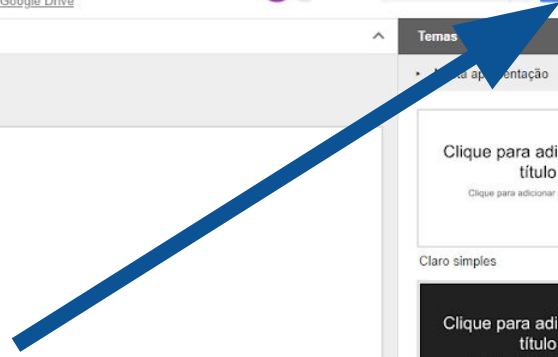 Google Drive
Temas
apresentação
Clique para adi
título
Clique para adicionar
Claro simples
Clique para adi
título